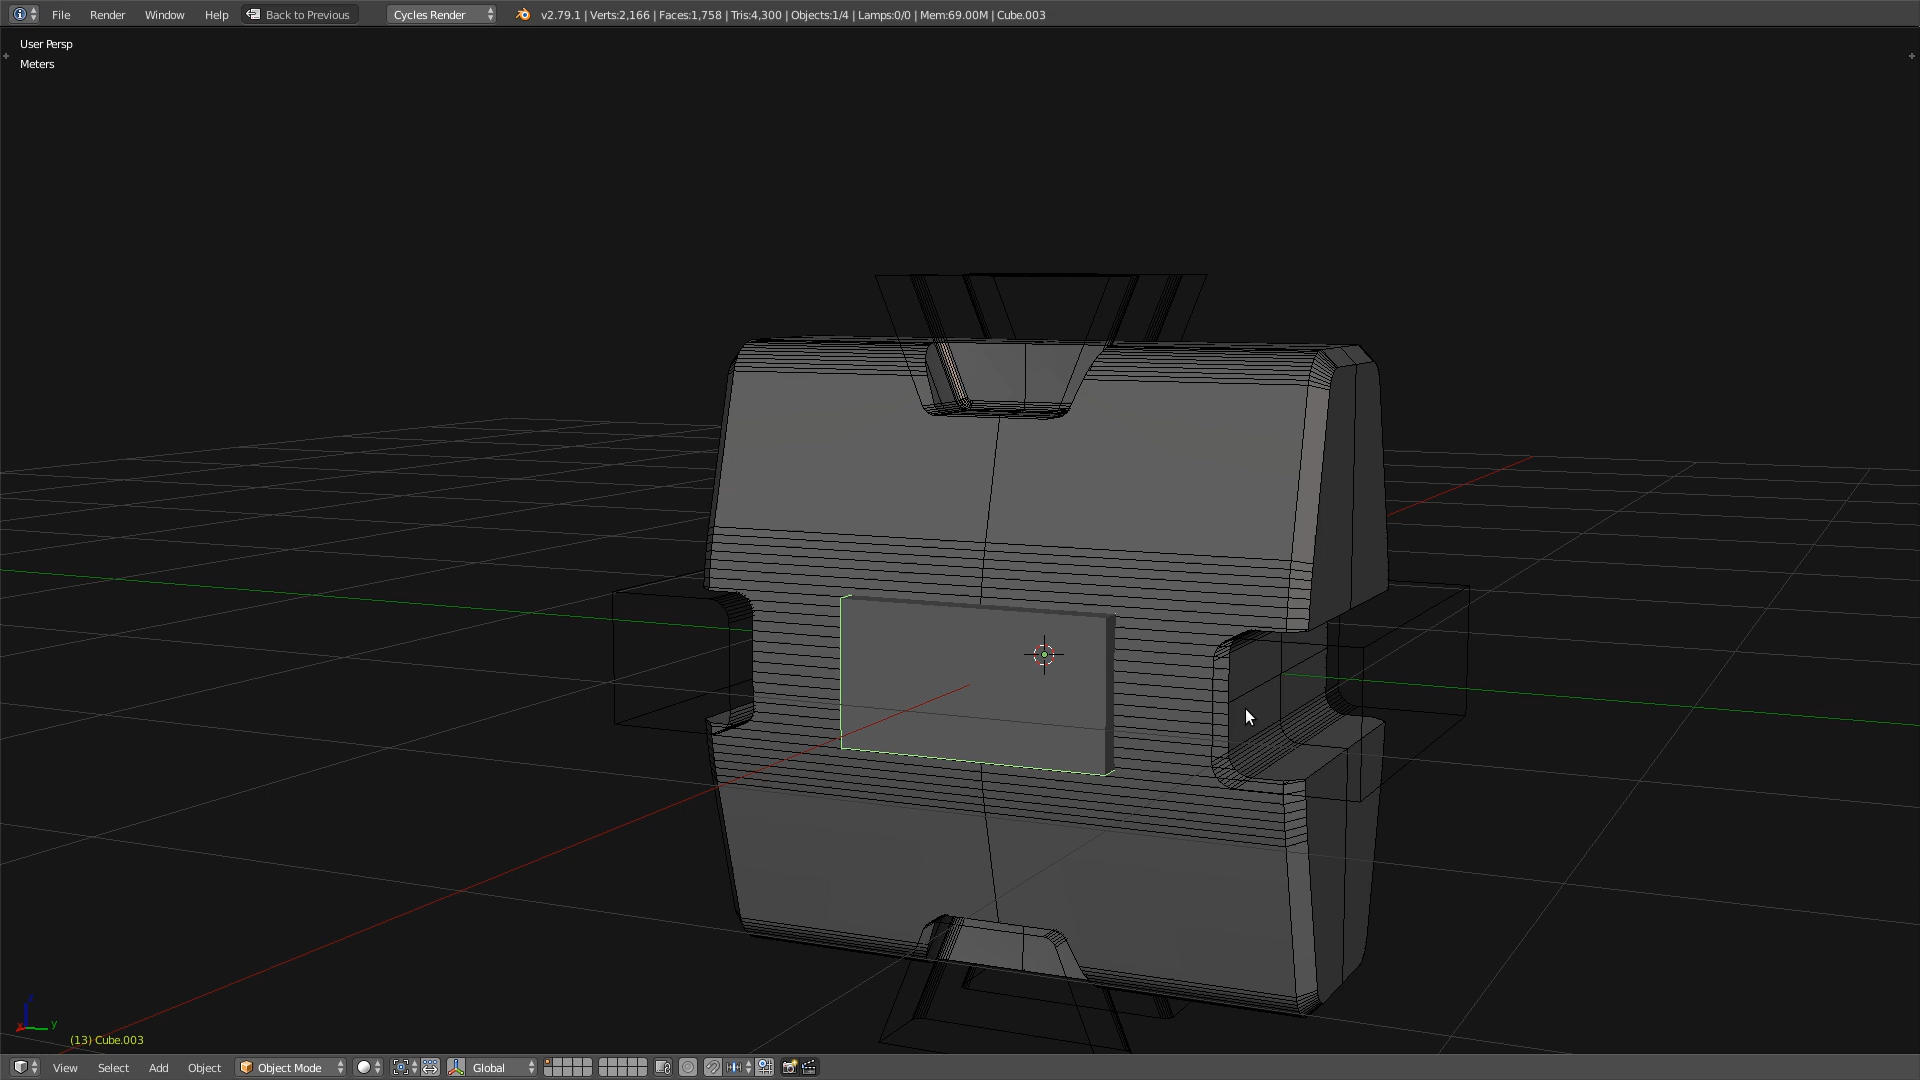 File Render Window Help Back to Previous Cycles Render v2.79.1 | Verts:2,166 | Faces:1,758 | Tris:4,300 | Objects:1/4 | Lamps:0/0 | Mem:69.00M | Cube.003
User Persp
Meters
z
x y
(13) Cube.003
View Select Add Object Object Mode Global